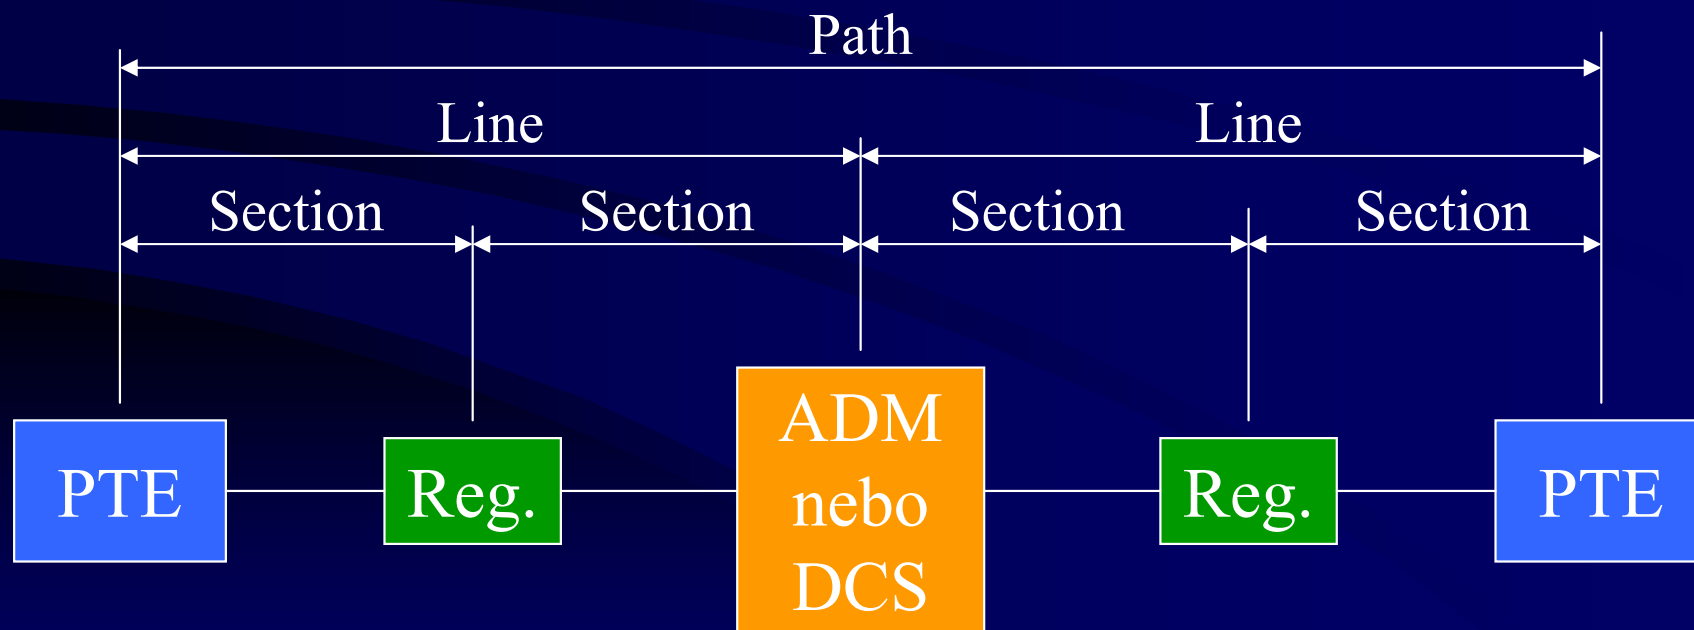 Path
Line
Line
Section
Section
Section
Section
PTE
Reg.
ADM
nebo
DCS
Reg.
PTE